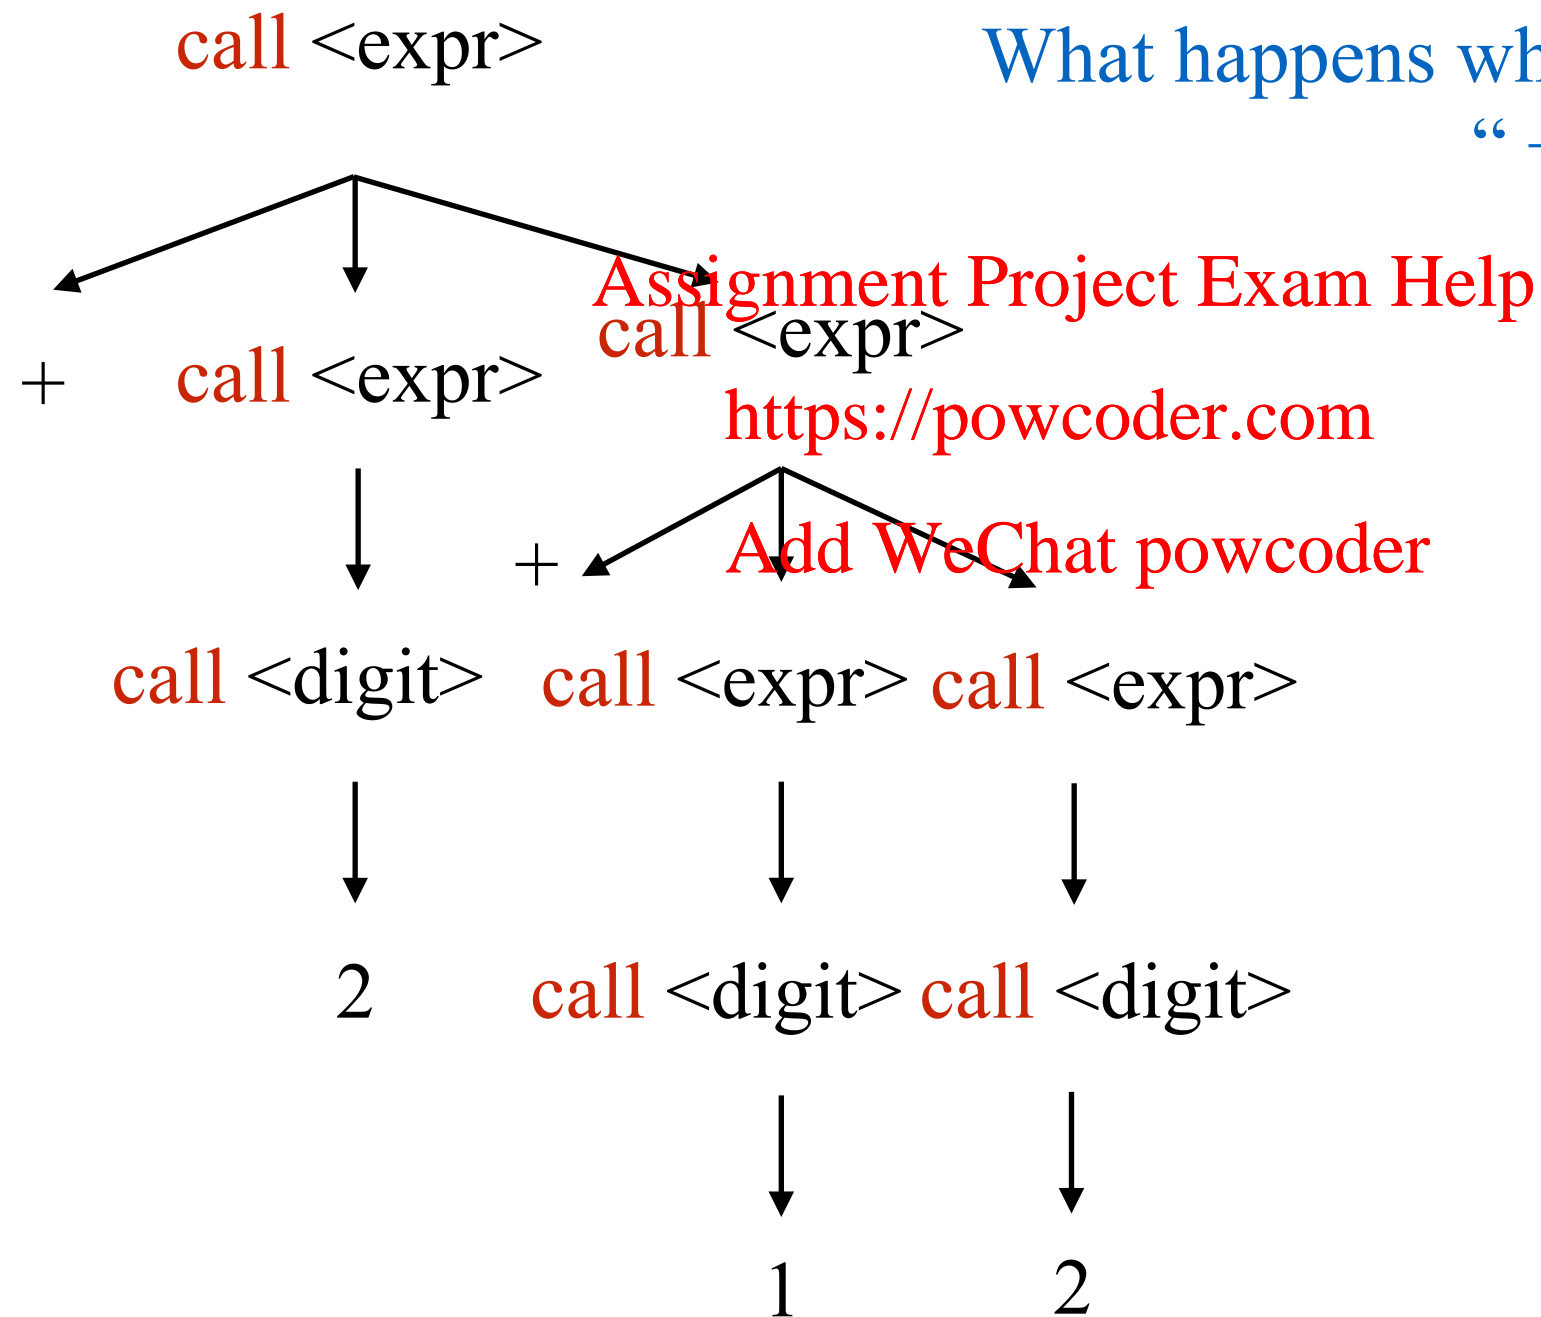 call <expr>
What happens
“
Assignment Project Exam Help
call <expr>
+ call <expr>
https://powcoder.com
+
Add WeChat powcoder
call <digit> call <expr> call <expr>
2 call <digit> call <digit>
1 2